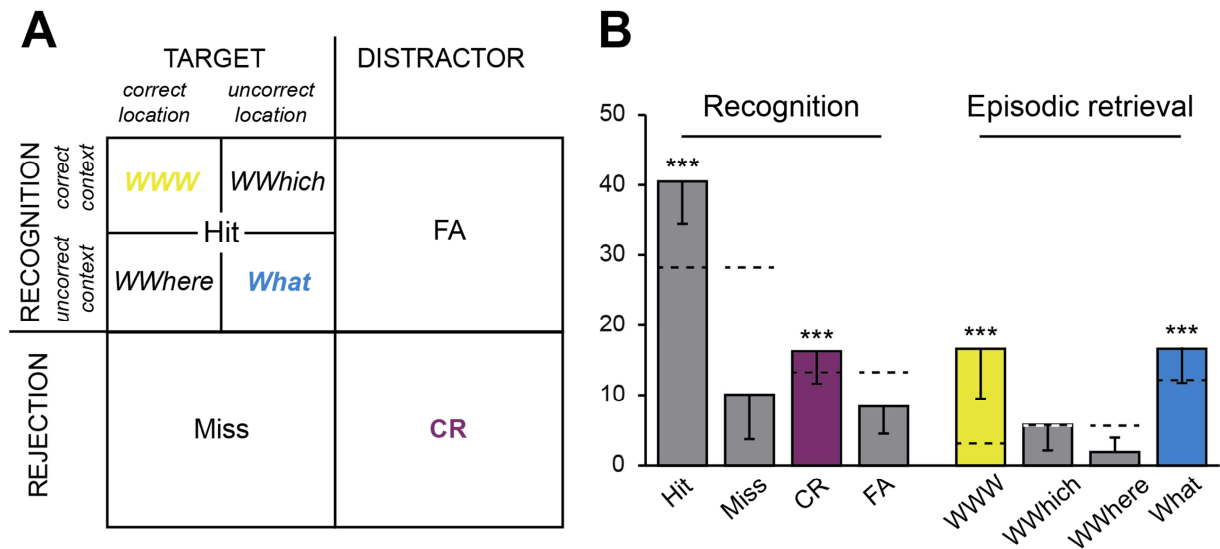 A
TARGET
DISTRACTOR
correct
location
uncorrect
location
RECOGNITION
correct
context
uncorrect
context
WWW
WWhich
Hit
WWhere
What
FA
REJECTION
Miss
CR
B
Recognition
Episodic retrieval
50
40
30
20
10
0
***
***
***
***
Hit
Miss
CR
FA
WWW
WWhich
WWhere
What